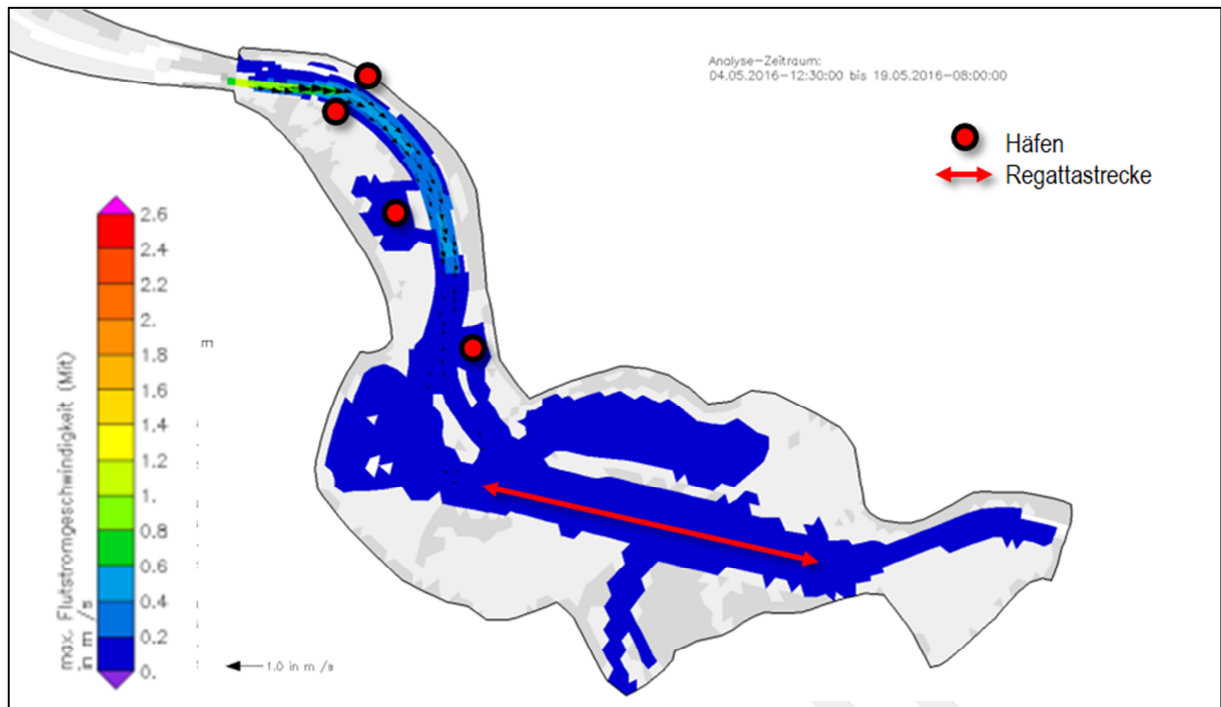 Analyse-Zeitraum:
04.05.2016-12:30:00 bis 19.05.2016-08:00:00
Häfen
Regattastrecke
max. Flutstromgeschwindigkeit (Mit)
in m /s
2.6
2.4
2.2
2.
1.8
1.6
1.4
1.2
1.
0.8
0.6
0.4
0.2
0.
m
1.0 in m /s